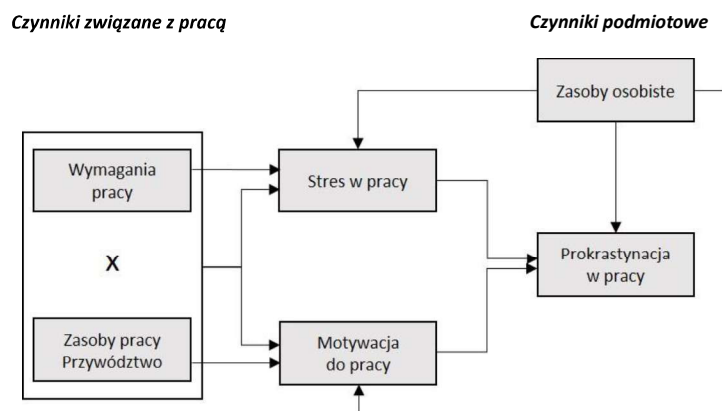 Czynniki związane z pracą
Czynniki podmiotowe
Zasoby osobiste
Wymagania
pracy
Stres w pracy
X
Prokrastynacja
w pracy
Zasoby pracy
Przywództwo
Motywacja
do pracy